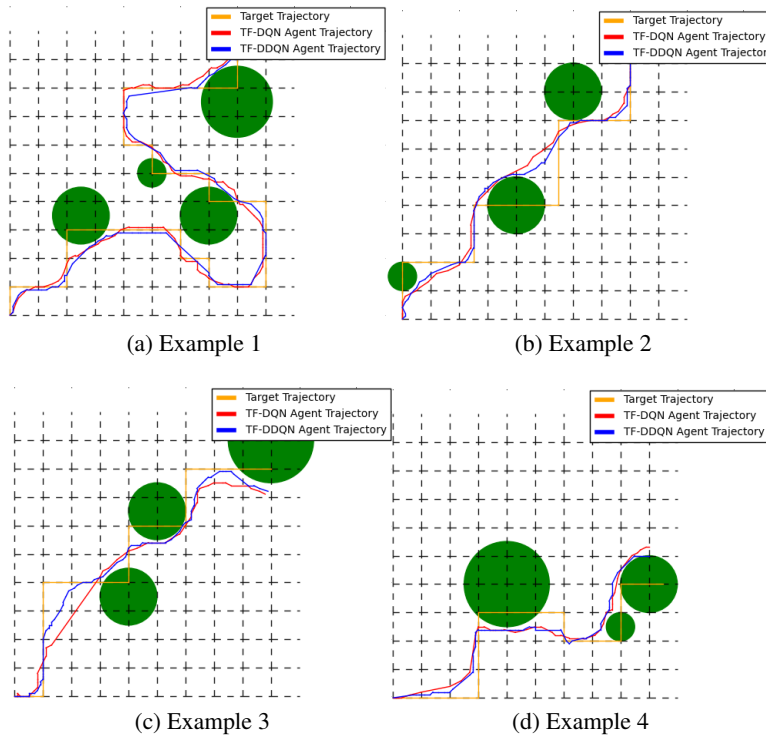 Target Trajectory
TF-DQN Agent Trajectory
TF-DDQN Agent Trajectory
(a) Example 1
Target Trajectory
TF-DQN Agent Trajectory
TF-DDQN Agent Trajector
(b) Example 2
Target Trajectory
TF-DQN Agent Trajectory
TF-DDQN Agent Trajectory
(c) Example 3
Target Trajectory
TF-DQN Agent Trajectory
TF-DDQN Agent Trajectory
(d) Example 4